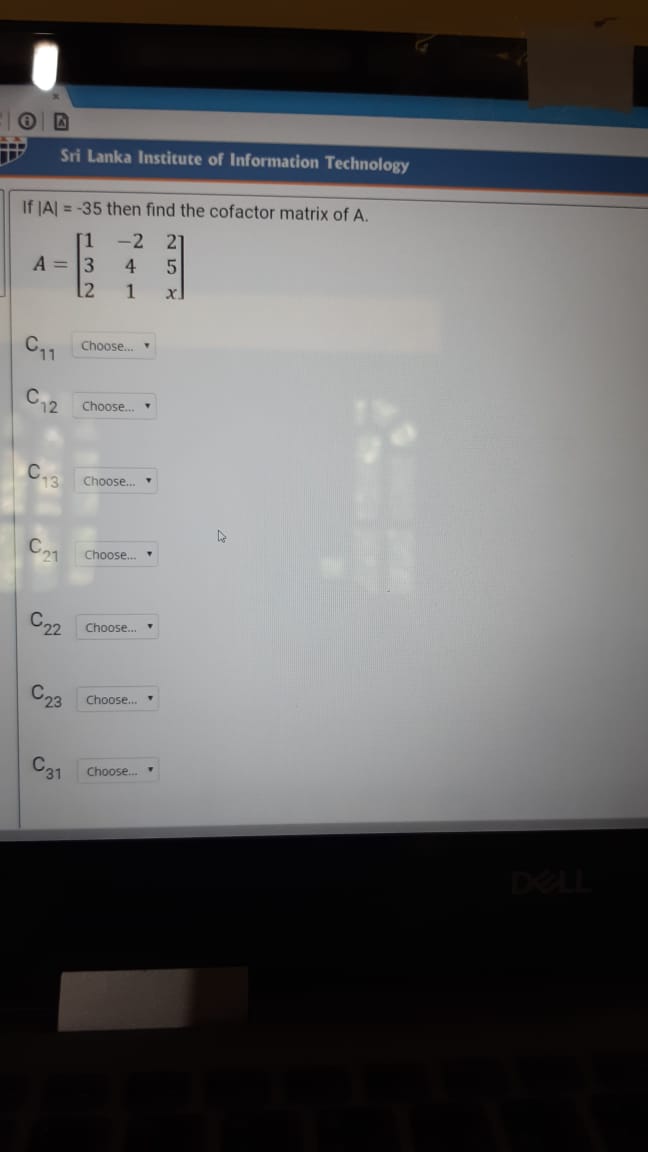 Sri Lanka Institute of Information Technology
If |A| = -35 then find the cofactor matrix of A.
A = [1 -2 2
3 4 5
2 1 x]
C11 Choose...
C12 Choose...
C13 Choose...
C21 Choose...
C22 Choose...
C23 Choose...
C31 Choose...
DELL